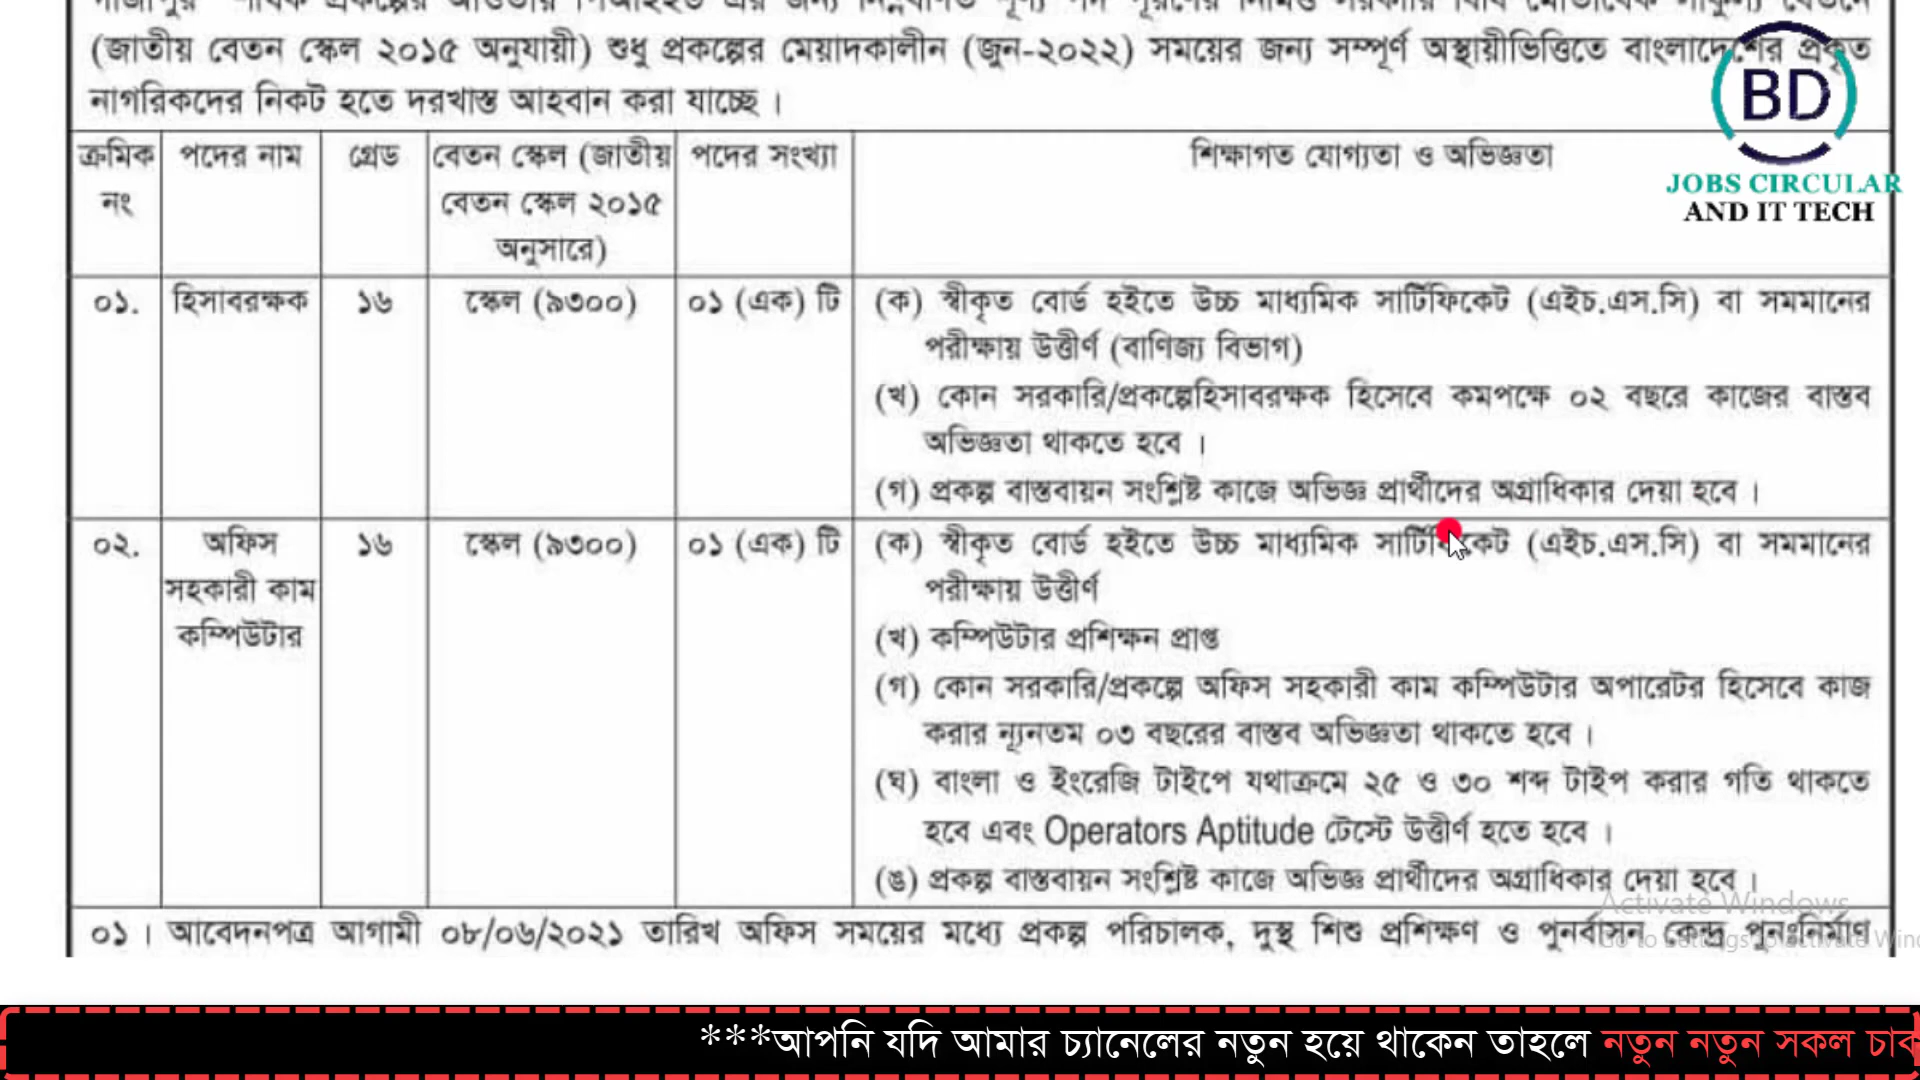 (জাতীয় বেতন স্কেল ২০১৫ অনুযায়ী) শুধু প্রকল্পের মেয়াদকালীন (জুন-২০২২) সময়ের জন্য সম্পূর্ণ অস্থায়ীভিত্তিতে বাংলাদেশের প্রকৃত
নাগরিকদের নিকট হতে দরখাস্ত আহবান করা যাচ্ছে ।
BD
JOBS CIRCULAR
AND IT TECH
ক্রমিক নং
পদের নাম
গ্রেড
বেতন স্কেল (জাতীয়
বেতন স্কেল ২০১৫
অনুসারে)
পদের সংখ্যা
শিক্ষাগত যোগ্যতা ও অভিজ্ঞতা
০১.
হিসাবরক্ষক
১৬
স্কেল (৯৩০০)
০১ (এক) টি
(ক) স্বীকৃত বোর্ড হইতে উচ্চ মাধ্যমিক সার্টিফিকেট (এইচ.এস.সি) বা সমমানের
পরীক্ষায় উত্তীর্ণ (বাণিজ্য বিভাগ)
(খ) কোন সরকারি/প্রকল্পেহিসাবরক্ষক হিসেবে কমপক্ষে ০২ বছরে কাজের বাস্তব
অভিজ্ঞতা থাকতে হবে ।
(গ) প্রকল্প বাস্তবায়ন সংশ্লিষ্ট কাজে অভিজ্ঞ প্রার্থীদের অগ্রাধিকার দেয়া হবে ।
০২.
অফিস
সহকারী কাম
কম্পিউটার
১৬
স্কেল (৯৩০০)
০১ (এক) টি
(ক) স্বীকৃত বোর্ড হইতে উচ্চ মাধ্যমিক সার্টিফিকেট (এইচ.এস.সি) বা সমমানের
পরীক্ষায় উত্তীর্ণ
(খ) কম্পিউটার প্রশিক্ষন প্রাপ্ত
(গ) কোন সরকারি/প্রকল্পে অফিস সহকারী কাম কম্পিউটার অপারেটর হিসেবে কাজ
করার ন্যূনতম ০৩ বছরের বাস্তব অভিজ্ঞতা থাকতে হবে ।
(ঘ) বাংলা ও ইংরেজি টাইপে যথাক্রমে ২৫ ও ৩০ শব্দ টাইপ করার গতি থাকতে
হবে এবং Operators Aptitude টেস্টে উত্তীর্ণ হতে হবে ।
(ঙ) প্রকল্প বাস্তবায়ন সংশ্লিষ্ট কাজে অভিজ্ঞ প্রার্থীদের অগ্রাধিকার দেয়া হবে ।
Activate Windows
০১ । আবেদনপত্র আগামী ০৮/০৬/২০২১ তারিখ অফিস সময়ের মধ্যে প্রকল্প পরিচালক, দুস্থ শিশু প্রশিক্ষণ ও পুনর্বাসন কেন্দ্র পুনঃনির্মাণ
***আপনি যদি আমার চ্যানেলের নতুন হয়ে থাকেন তাহলে নতুন নতুন সকল